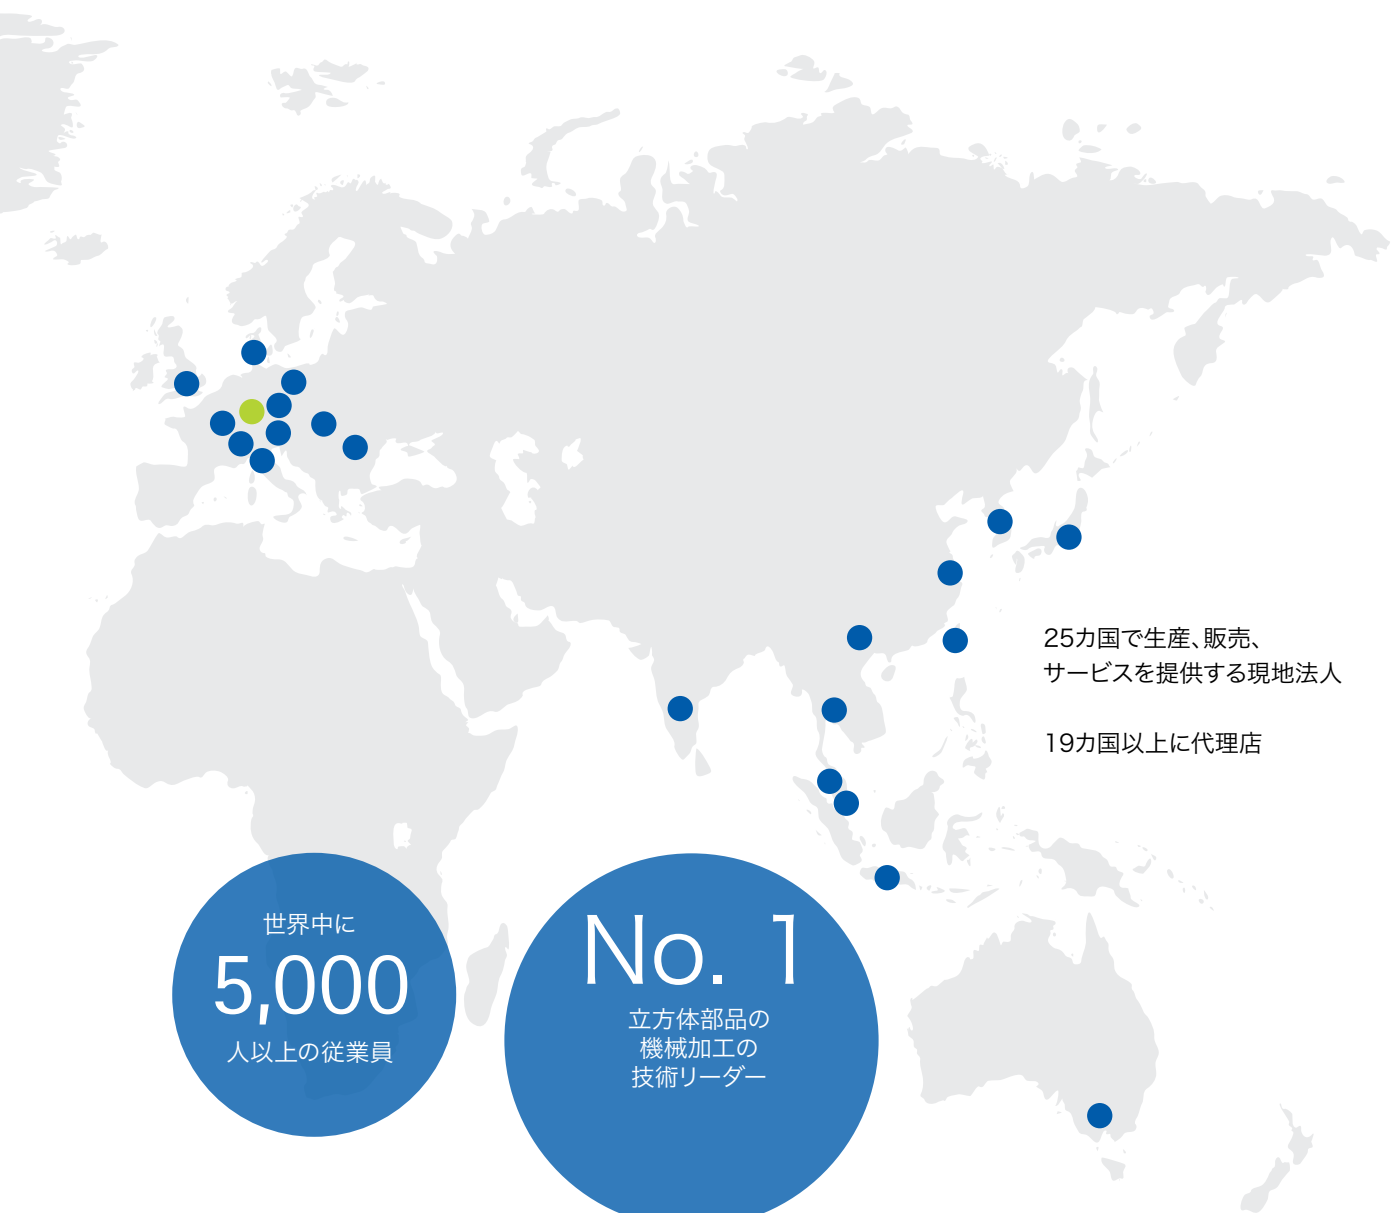 25カ国で生産、販売、
サービスを提供する現地法人
19カ国以上に代理店
世界中に
5,000
人以上の従業員
No. 1
立方体部品の
機械加工の
技術リーダー